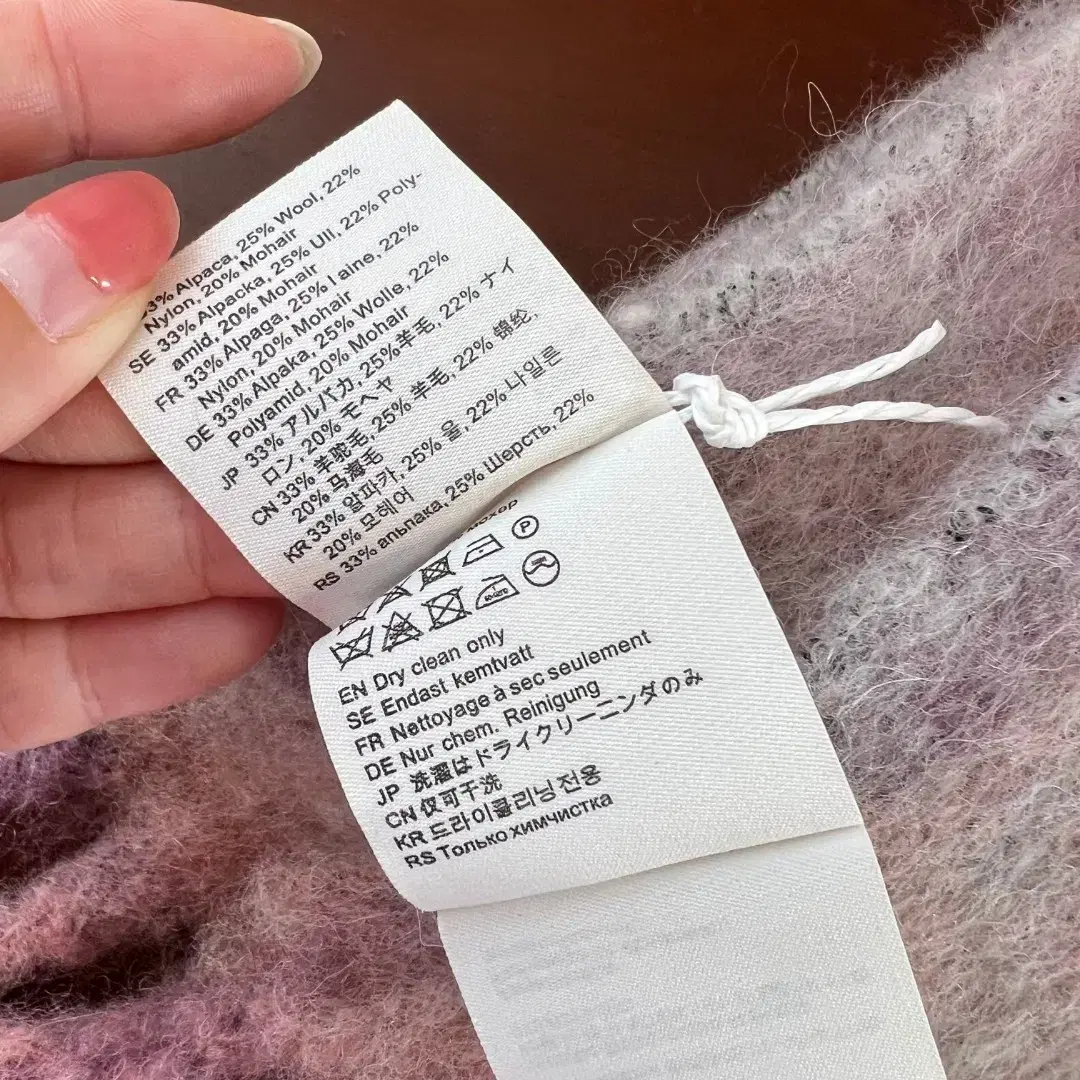 33% Alpaca, 25% Wool, 22%
Nylon, 20% Mohair
SE 33% Alpacka, 25% Ull, 22% Poly-
amid, 20% Mohair
FR 33% Alpaga, 25% Laine, 22%
Nylon, 20% Mohair
DE 33% Alpaka, 25% Wolle, 22%
Polyamid, 20% Mohair
JP 33% アルパカ, 25% 羊毛, 22% ナイ
ロン, 20% モヘヤ
CN 33% 羊驼毛, 25% 羊毛, 22% 锦纶,
20% 马海毛
KR 33% 알파카, 25% 울, 22% 나일론
20% 모헤어
RS 33% альпака, 25% Шерсть, 22%
мохер
P
EN Dry clean only
SE Endast kemtvatt
FR Nettoyage à sec seulement
DE Nur chem. Reinigung
JP 洗濯はドライクリーニンダのみ
CN 仅可干洗
KR 드라이클리닝전용
RS Только химчистка